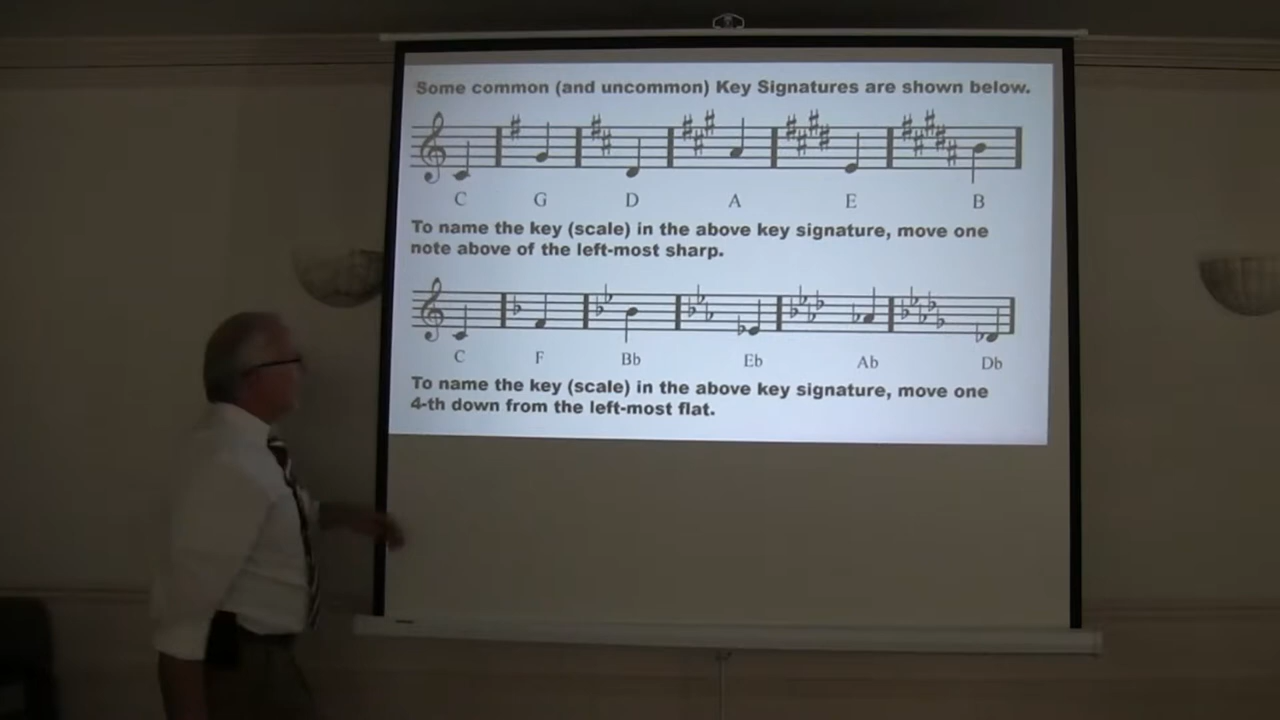 Some common (and uncommon) Key Signatures are shown below.
C G D A E B
To name the key (scale) in the above key signature, move one
note above of the left-most sharp.
C F Bb Eb Ab Db
To name the key (scale) in the above key signature, move one
4-th down from the left-most flat.